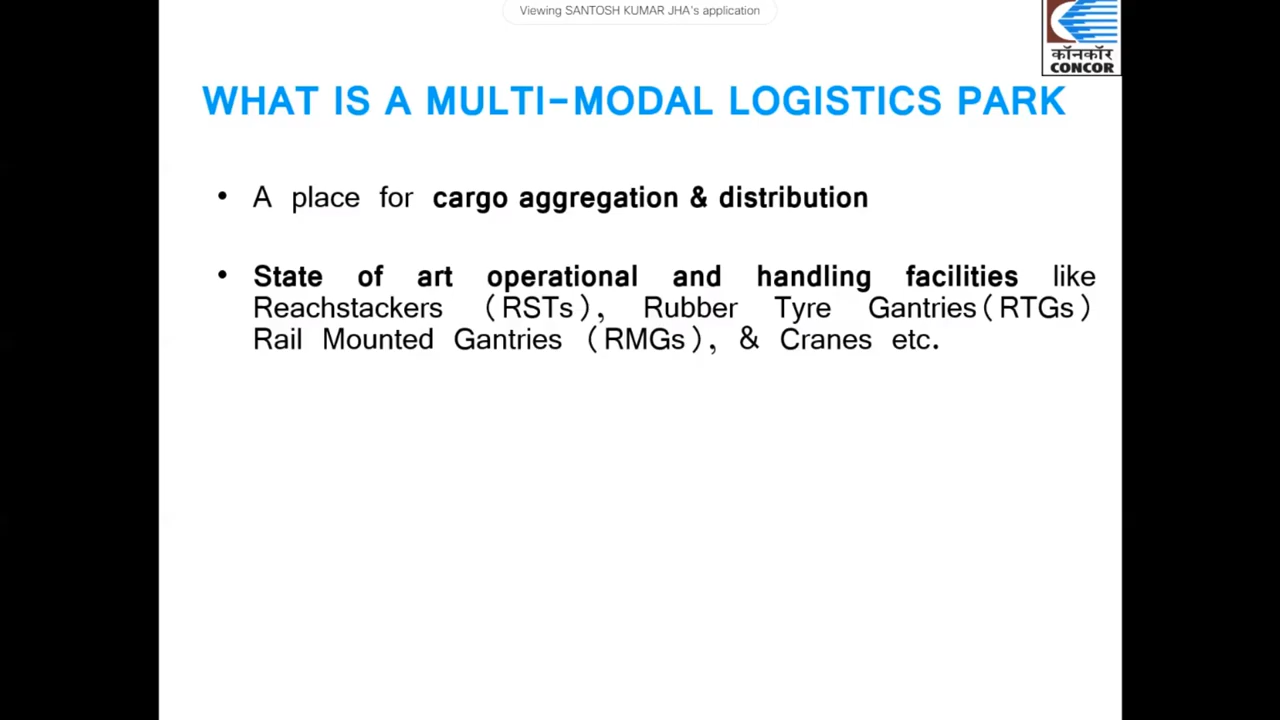 Viewing SANTOSH KUMAR JHA's application
कॉनकॉर
CONCOR
WHAT IS A MULTI-MODAL LOGISTICS PARK
• A place for cargo aggregation & distribution
• State of art operational and handling facilities like
Reachstackers (RSTs), Rubber Tyre Gantries(RTGs)
Rail Mounted Gantries (RMGs), & Cranes etc.